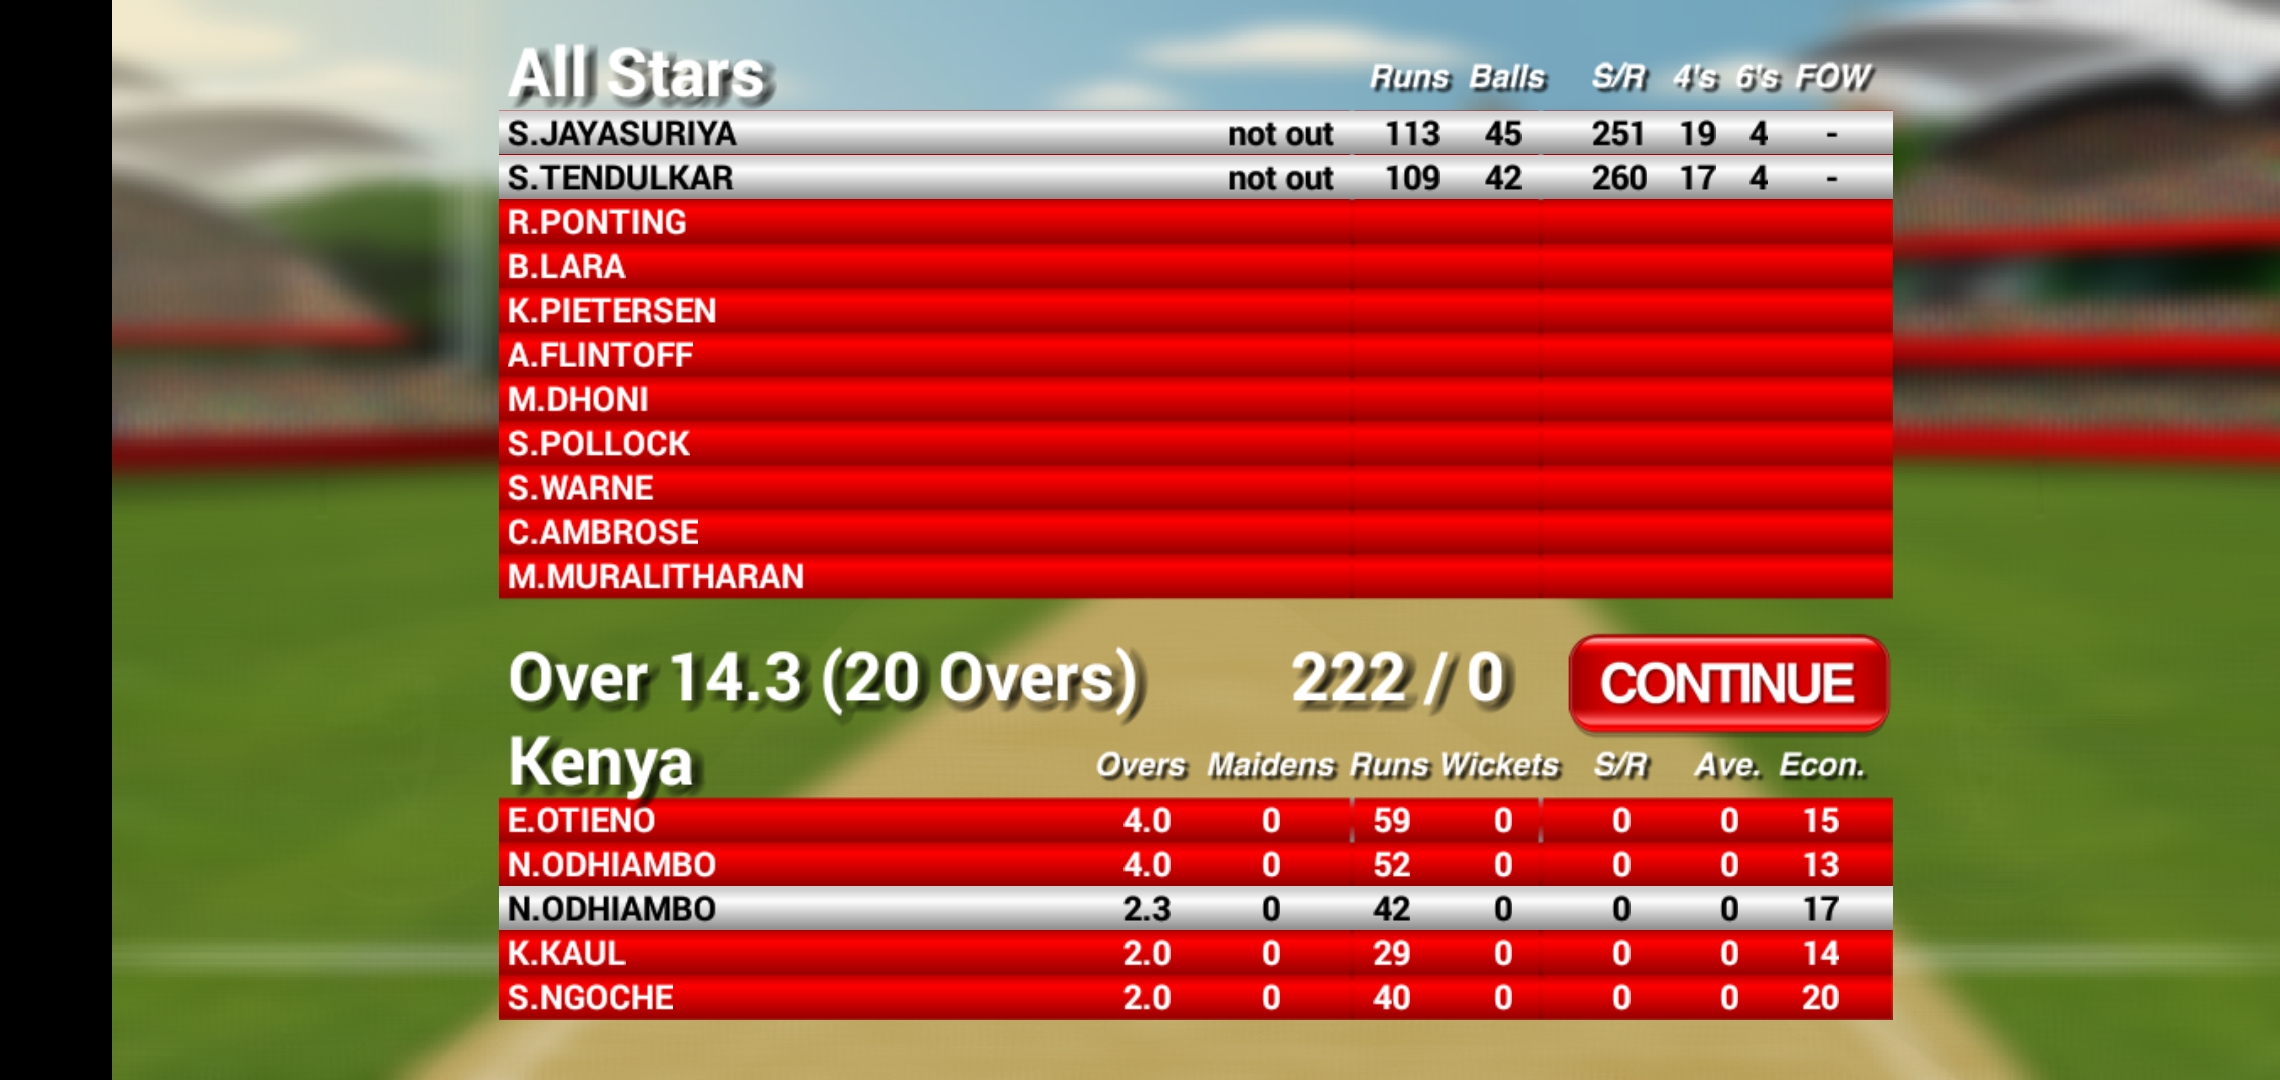 All Stars Runs Balls S/R 4's 6's FOW
S.JAYASURIYA not out 113 45 251 19 4 -
S.TENDULKAR not out 109 42 260 17 4 -
R.PONTING
B.LARA
K.PIETERSEN
A.FLINTOFF
M.DHONI
S.POLLOCK
S.WARNE
C.AMBROSE
M.MURALITHARAN
Over 14.3 (20 Overs) 222 / 0 CONTINUE
Kenya Overs Maidens Runs Wickets S/R Ave. Econ.
E.OTIENO 4.0 0 59 0 0 0 15
N.ODHIAMBO 4.0 0 52 0 0 0 13
N.ODHIAMBO 2.3 0 42 0 0 0 17
K.KAUL 2.0 0 29 0 0 0 14
S.NGOCHE 2.0 0 40 0 0 0 20